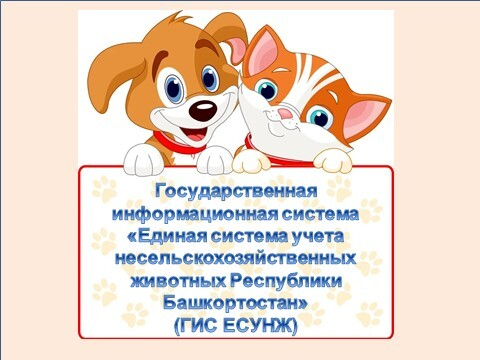 Государственная
информационная система
«Единая система учета
несельскохозяйственных
животных Республики
Башкортостан»
(ГИС ЕСУНЖ)